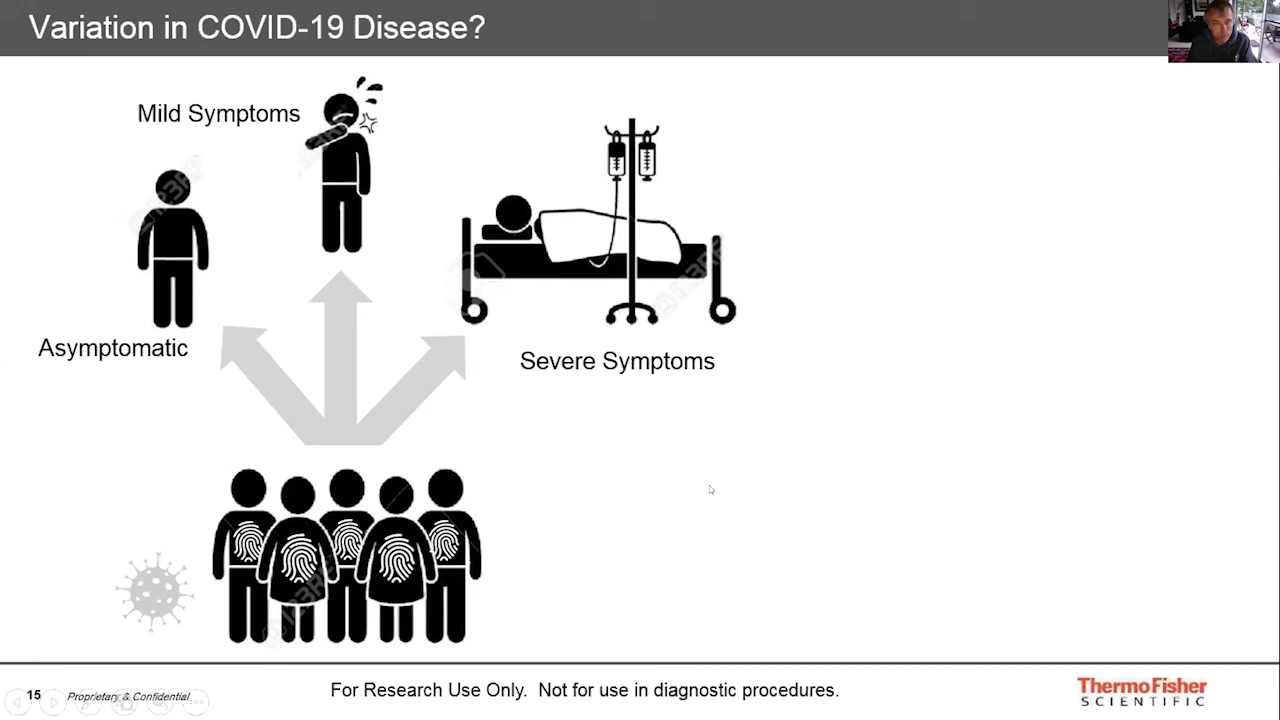 Variation in COVID-19 Disease?
Mild Symptoms
Asymptomatic
Severe Symptoms
15
Proprietary & Confidential
For Research Use Only.  Not for use in diagnostic procedures.
ThermoFisher
SCIENTIFIC